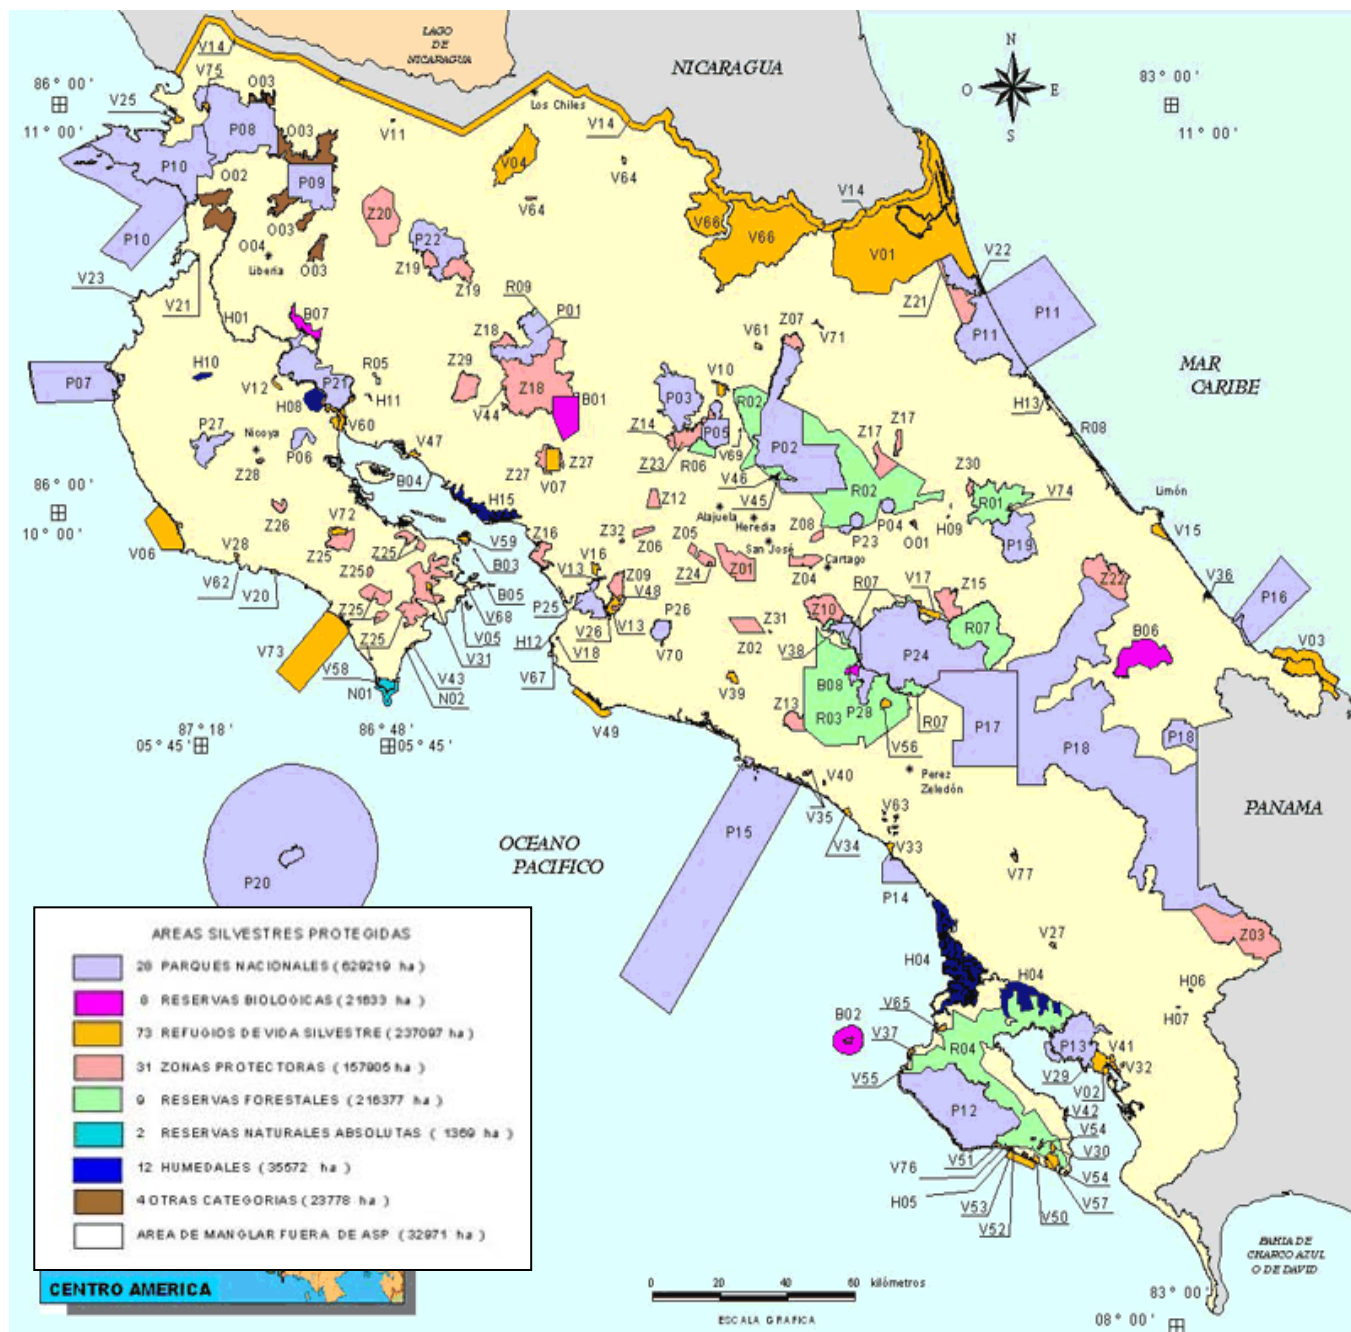 LAGO
DE
NICARAGUA
NICARAGUA
N
O
E
S
83° 00'
11° 00'
86° 00'
11° 00'
V14
V75
O03
V25
P08
O03
V11
Los Chiles
V14
P10
O02
P09
V04
V64
V64
Z20
V14
P10
O03
O04
Liberia
O03
P22
Z19
Z19
V66
V66
V01
V22
V23
V21
H01
B07
R09
P01
Z21
P11
P11
MAR
CARIBE
Z18
V61
Z07
V71
P07
H10
V12
P21
R05
H08
H11
Z29
V44
Z18
B01
P03
V10
R02
P05
H13
R08
P27
Nicoya
P06
V60
V47
Z14
Z23
R06
V69
P02
Z17
Z17
Z28
B04
Z27
Z27
V07
V46
V45
R02
Z30
R01
V74
Limón
86° 00'
10° 00'
Z26
H15
Z12
Alajuela
Heredia
San José
Z08
P23
P04
O01
H09
P19
V15
V06
V72
Z25
Z25
V59
Z16
Z32
Z06
Z05
Z24
Z01
Z04
Cartago
V28
V62
V20
Z25
B03
V16
V13
Z09
V48
V13
R07
V17
Z15
Z22
V36
P16
Z25
Z25
B05
V68
V05
P25
V26
P26
V70
Z31
Z02
Z10
V38
P24
R07
B06
V03
V73
V31
V43
H12
V18
V67
V58
N01
N02
V49
V39
Z13
B08
R03
P28
V56
R07
P17
P18
P18
87° 18'
05° 45'
86° 48'
05° 45'
V40
Perez
Zeledón
PANAMA
P15
V35
V34
V63
V33
P14
V77
OCEANO
PACIFICO
P20
Z03
V27
H04
H04
H06
H07
B02
V65
V37
V55
R04
P13
V41
V32
V29
V02
V42
P12
V54
V30
V51
V76
H05
V53
V52
V50
V57
V54
AREAS SILVESTRES PROTEGIDAS
28 PARQUES NACIONALES (629219 ha)
8 RESERVAS BIOLOGICAS (21633 ha)
73 REFUGIOS DE VIDA SILVESTRE (237097 ha)
31 ZONAS PROTECTORAS (157905 ha)
9 RESERVAS FORESTALES (216377 ha)
2 RESERVAS NATURALES ABSOLUTAS (1369 ha)
12 HUMEDALES (35572 ha)
4 OTRAS CATEGORIAS (23778 ha)
AREA DE MANGLAR FUERA DE ASP (32971 ha)
CENTRO AMERICA
0 20 40 60 kilómetros
ESCALA GRAFICA
BAHIA DE
CHARCO AZUL
O DE DAVID
83° 00'
08° 00'